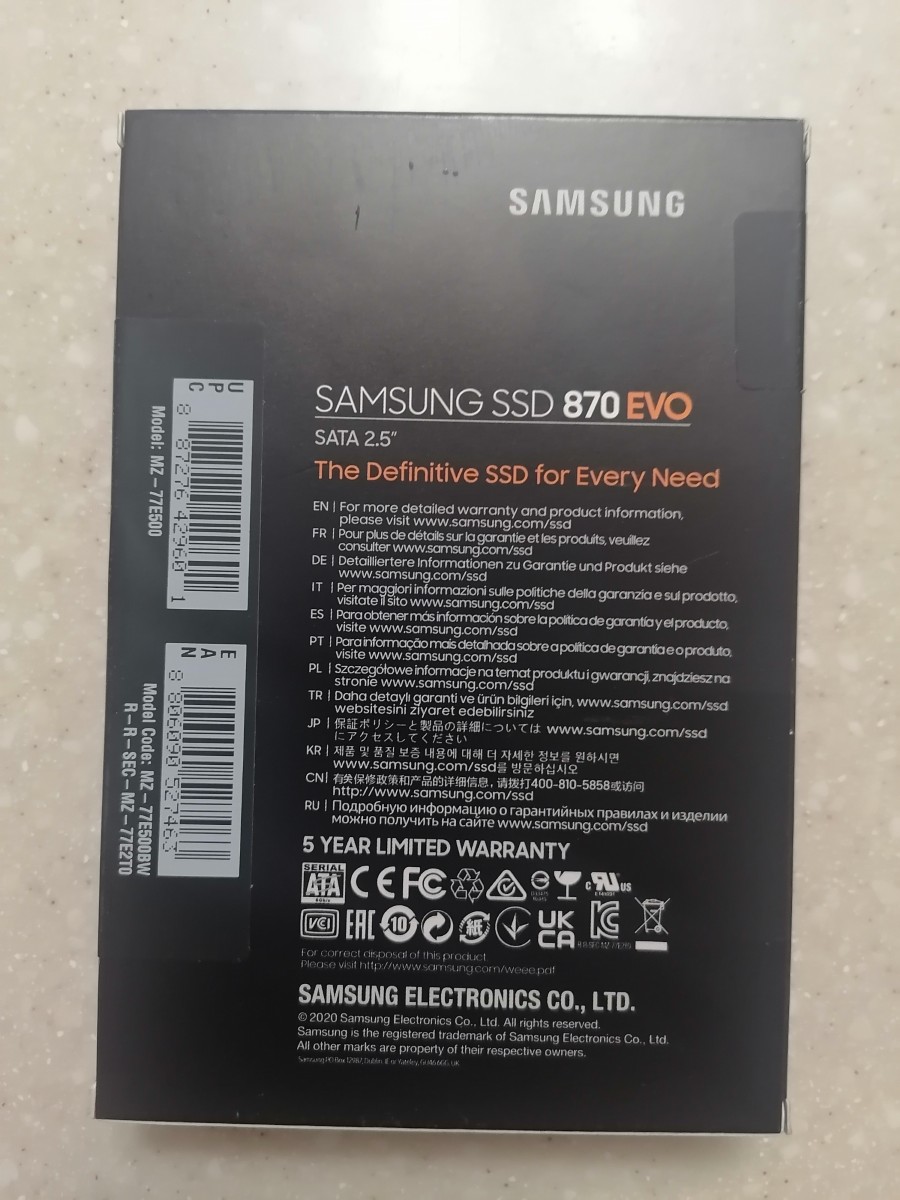 SAMSUNG
SAMSUNG SSD 870 EVO
SATA 2.5"
The Definitive SSD for Every Need
EN | For more detailed warranty and product information,
please visit www.samsung.com/ssd
FR | Pour plus de détails sur la garantie et les produits, veuillez
consulter www.samsung.com/ssd
DE | Detailliertere Informationen zu Garantie und Produkt siehe
www.samsung.com/ssd
IT | Per maggiori informazioni sulle politiche della garanzia e sul prodotto,
visitate il sito www.samsung.com/ssd
ES | Para obtener más información sobre la política de garantía y el producto,
visite www.samsung.com/ssd
PT | Para informação mais detalhada sobre a política de garantia e o produto,
visite www.samsung.com/ssd
PL | Szczegółowe informacje na temat produktu i gwarancji, znajdziesz na
stronie www.samsung.com/ssd
TR | Daha detaylı garanti ve ürün bilgileri için, www.samsung.com/ssd
websitesini ziyaret edebilirsiniz
JP | 保証ポリシーと製品の詳細については www.samsung.com/ssd
にアクセスしてください
KR | 제품 및 품질 보증 내용에 대해 더 자세한 정보를 원하시면
www.samsung.com/ssd를 방문하십시오
CN | 有关保修政策和产品的详细信息, 请拨打400-810-5858或访问
http://www.samsung.com/ssd
RU | Подробную информацию о гарантийных правилах и изделии
можно получить на сайте www.samsung.com/ssd
5 YEAR LIMITED WARRANTY
SERIAL ATA CE FC c RU US
VCI EAC 10 紙 UK CA KC
For correct disposal of this product
Please visit http://www.samsung.com/weee.pdf
SAMSUNG ELECTRONICS CO., LTD.
© 2020 Samsung Electronics Co., Ltd. All rights reserved.
Samsung is the registered trademark of Samsung Electronics Co., Ltd.
All other marks are property of their respective owners.
UPC
8 87276 42960 1
Model: MZ-77E500
EAN
8 806090 527463
Model Code: MZ-77E500BW
R-R-SEC-MZ-77E2T0